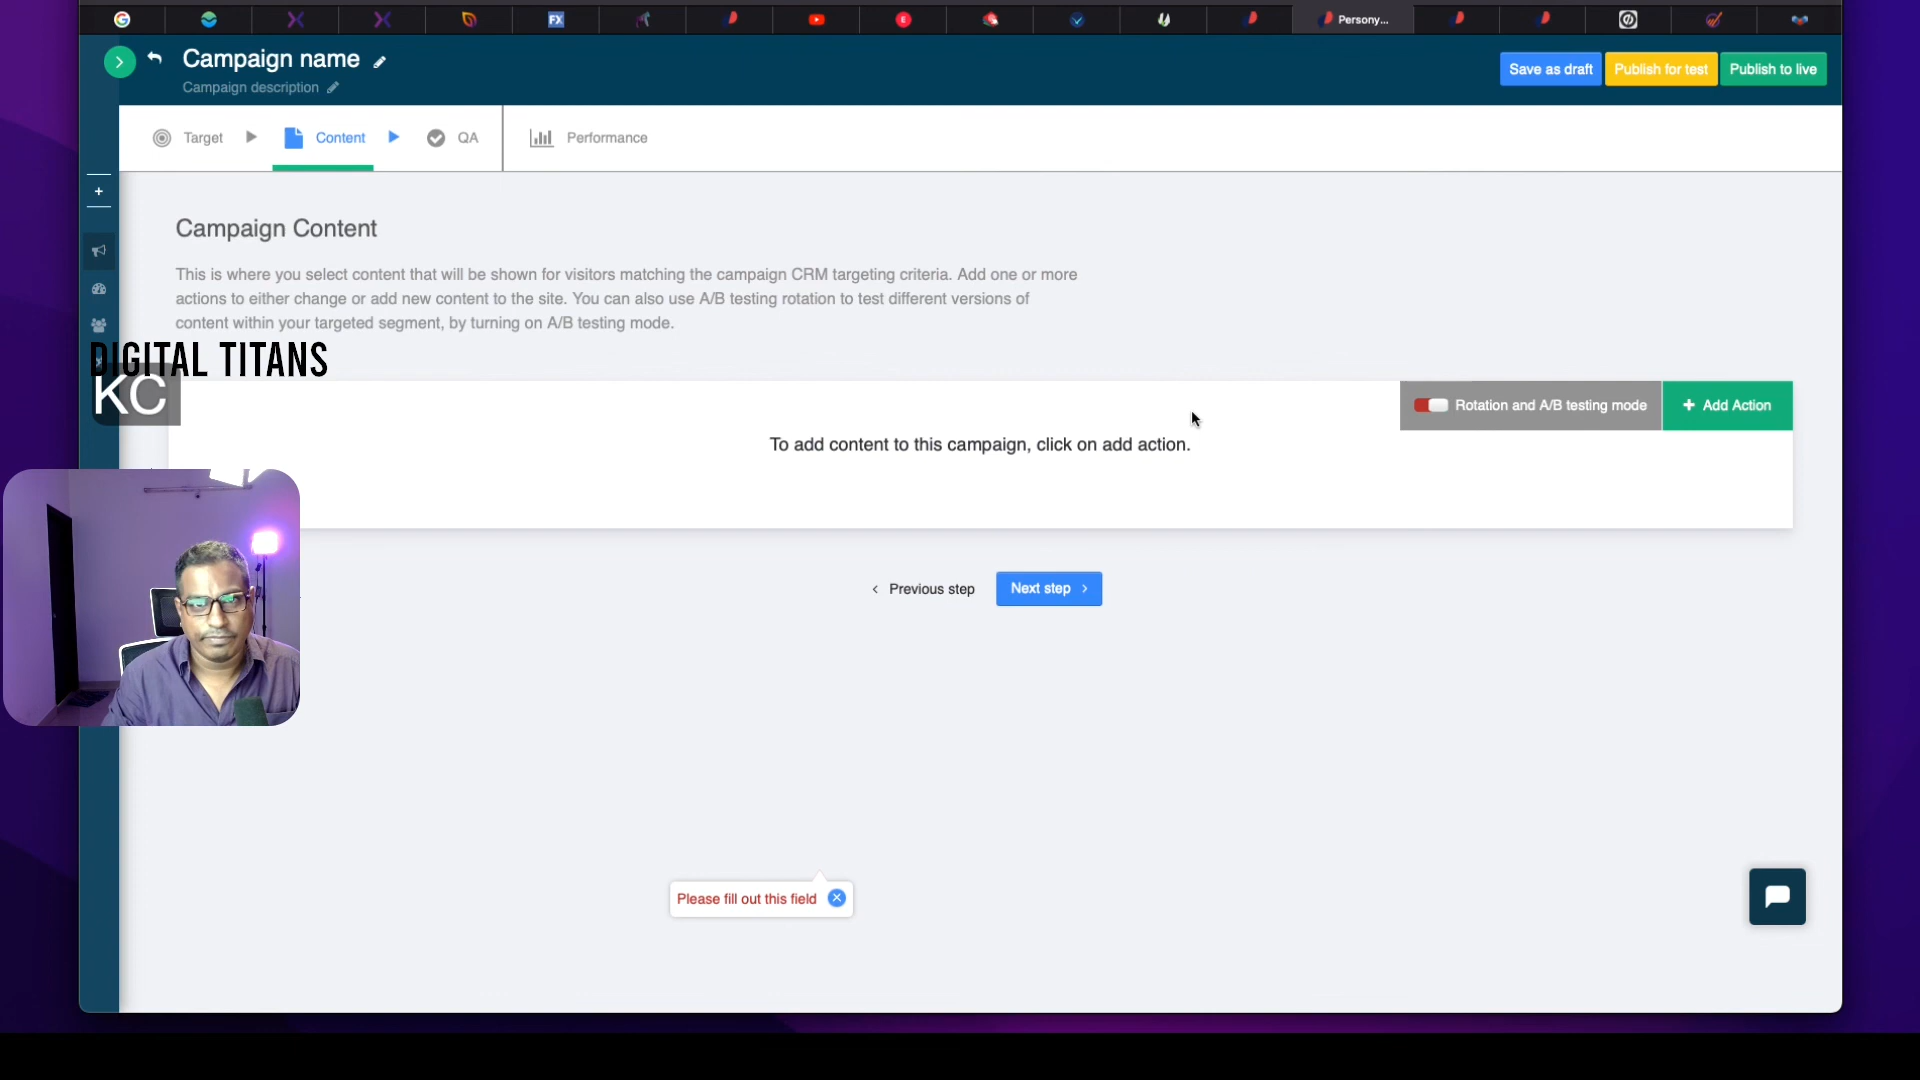 FX
E
Persony...
Campaign name
Campaign description
Save as draft
Publish for test
Publish to live
Target
Content
QA
Performance
Campaign Content
This is where you select content that will be shown for visitors matching the campaign CRM targeting criteria. Add one or more
actions to either change or add new content to the site. You can also use A/B testing rotation to test different versions of
content within your targeted segment, by turning on A/B testing mode.
DIGITAL TITANS
KC
Rotation and A/B testing mode
+ Add Action
To add content to this campaign, click on add action.
< Previous step
Next step >
Please fill out this field